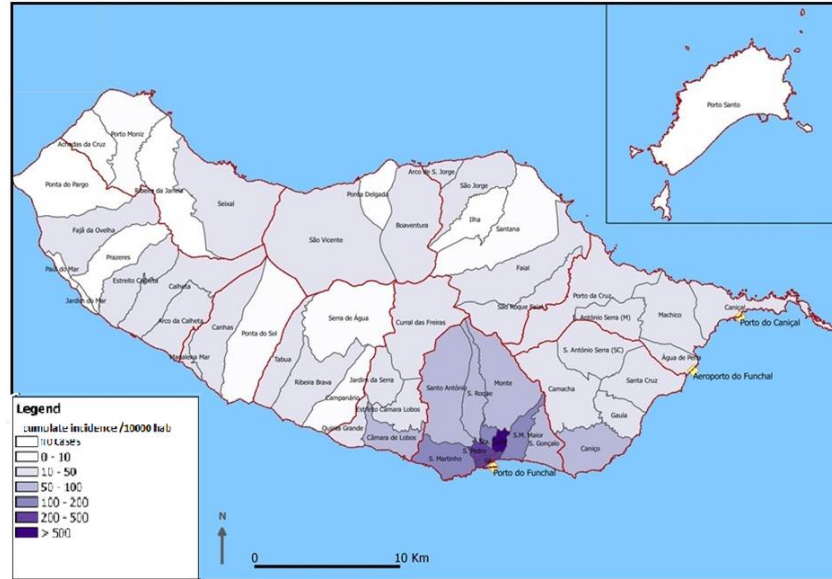 Porto Santo
Porto Moniz
Achadas da Cruz
Ponta do Pargo
Ribeira da Janela
Seixal
Fajã da Ovelha
Prazeres
Paul do Mar
Jardim do Mar
Estreito Calheta
Calheta
Arco da Calheta
Madalena Mar
Canhas
Ponta do Sol
São Vicente
Ponta Delgada
Boaventura
Arco de S. Jorge
São Jorge
Ilha
Santana
Faial
São Roque Faial
Porto da Cruz
S. António Serra (M)
Machico
Caniçal
Porto do Caniçal
Água de Pena
Aeroporto do Funchal
S. António Serra (SC)
Santa Cruz
Gaula
Camacha
Caniço
Serra de Água
Tabua
Ribeira Brava
Campanário
Curral das Freiras
Jardim da Serra
Estreito Câmara Lobos
Quinta Grande
Câmara de Lobos
Santo António
S. Roque
Monte
S.M. Maior
S. Gonçalo
S. Martinho
S. Pedro
Porto do Funchal
Legend
cumulate incidence /10000 hab
no cases
0 - 10
10 - 50
50 - 100
100 - 200
200 - 500
> 500
N
0
10 Km